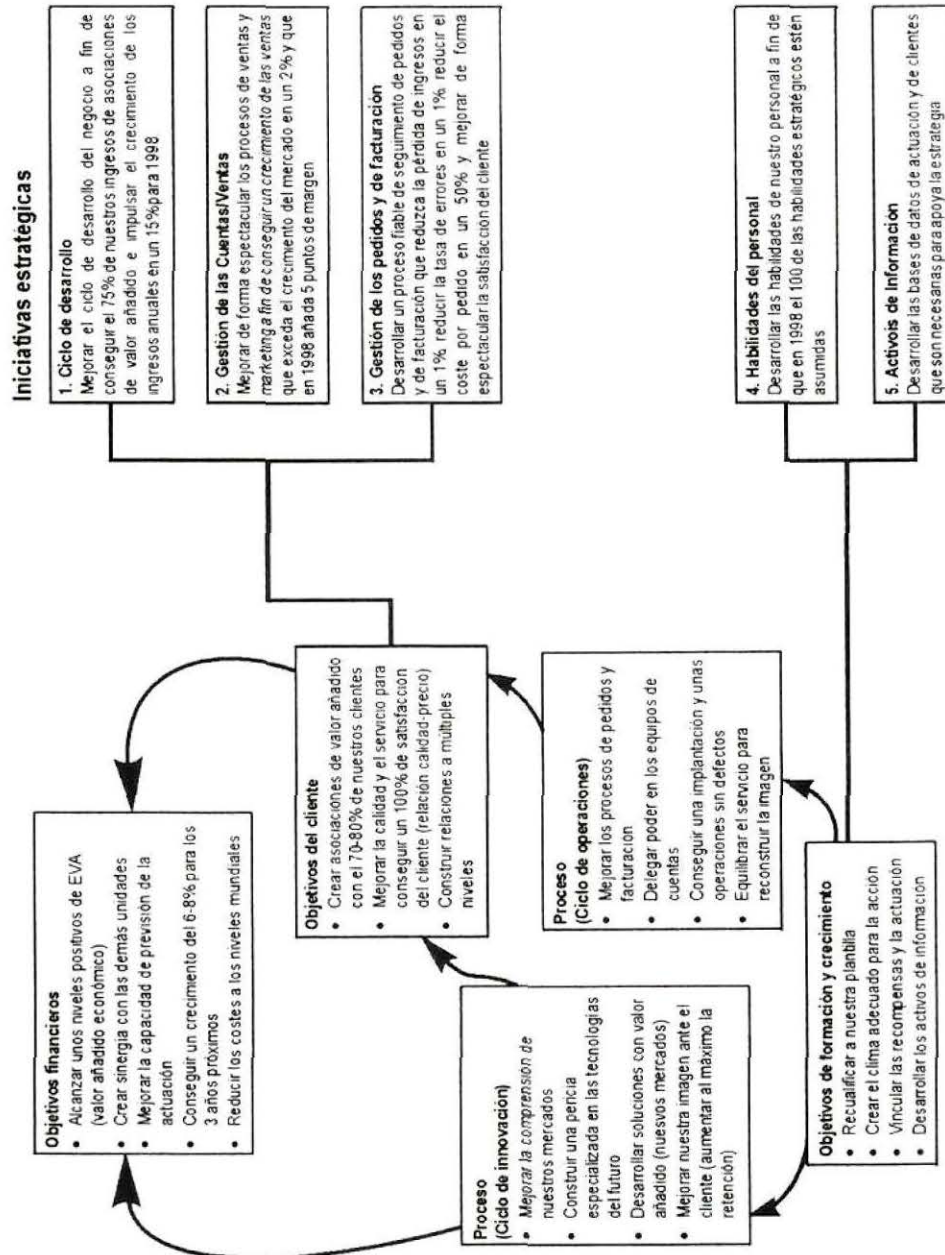 Iniciativas estratégicas
1. Ciclo de desarrollo
Mejorar el ciclo de desarrollo del negocio a fin de
conseguir el 75% de nuestros ingresos de asociaciones
de valor añadido e impulsar el crecimiento de los
ingresos anuales en un 15%para 1998
2. Gestión de las Cuentas/Ventas
Mejorar de forma espectacular los procesos de ventas y
marketing a fin de conseguir un crecimiento de las ventas
que exceda el crecimiento del mercado en un 2% y que
en 1998 añada 5 puntos de margen
3. Gestión de los pedidos y de facturación
Desarrollar un proceso fiable de seguimiento de pedidos
y de facturación que reduzca la pérdida de ingresos en
un 1% reducir la tasa de errores en un 1% reducir el
coste por pedido en un 50% y mejorar de forma
espectacular la satisfacción del cliente
4. Habilidades del personal
Desarrollar las habilidades de nuestro personal a fin de
que en 1998 el 100 de las habilidades estratégicos estén
asumidas
5. Activois de Informacion
Desarrollar las bases de datos de actuación y de clientes
que son necesanas para apoya la estrategia
Objetivos financieros
• Alcanzar unos niveles positivos de EVA
(valor añadido económico)
• Crear sinergia con las demás unidades
• Mejorar la capacidad de previsión de la
actuación
• Conseguir un crecimiento del 6-8% para los
3 años próximos
• Reducir los costes a los niveles mundiales
Objetivos del cliente
• Crear asociaciones de valor añadido
con el 70-80% de nuestros clientes
• Mejorar la calidad y el servicio para
conseguir un 100% de satisfaccion
del cliente (relación calidad-precio)
• Construir relaciones a múltiples
niveles
Proceso
(Ciclo de innovación)
• Mejorar la comprensión de
nuestros mercados
• Construir una pencia
especializada en las tecnologías
del futuro
• Desarrollar soluciones con valor
añadido (nuesvos mercados)
• Mejorar nuestra imagen ante el
cliente (aumentar al máximo la
retención)
Proceso
(Ciclo de operaciones)
• Mejorar los procesos de pedidos y
facturación
• Delegar poder en los equipos de
cuentas
• Conseguir una implantación y unas
operaciones sin defectos
• Equilibrar el servicio para
reconstruir la imagen
Objetivos de formación y crecimiento
• Recualificar a nuestra plantilla
• Crear el clima adecuado para la acción
• Vincular las recompensas y la actuación
• Desarrollar los activos de información